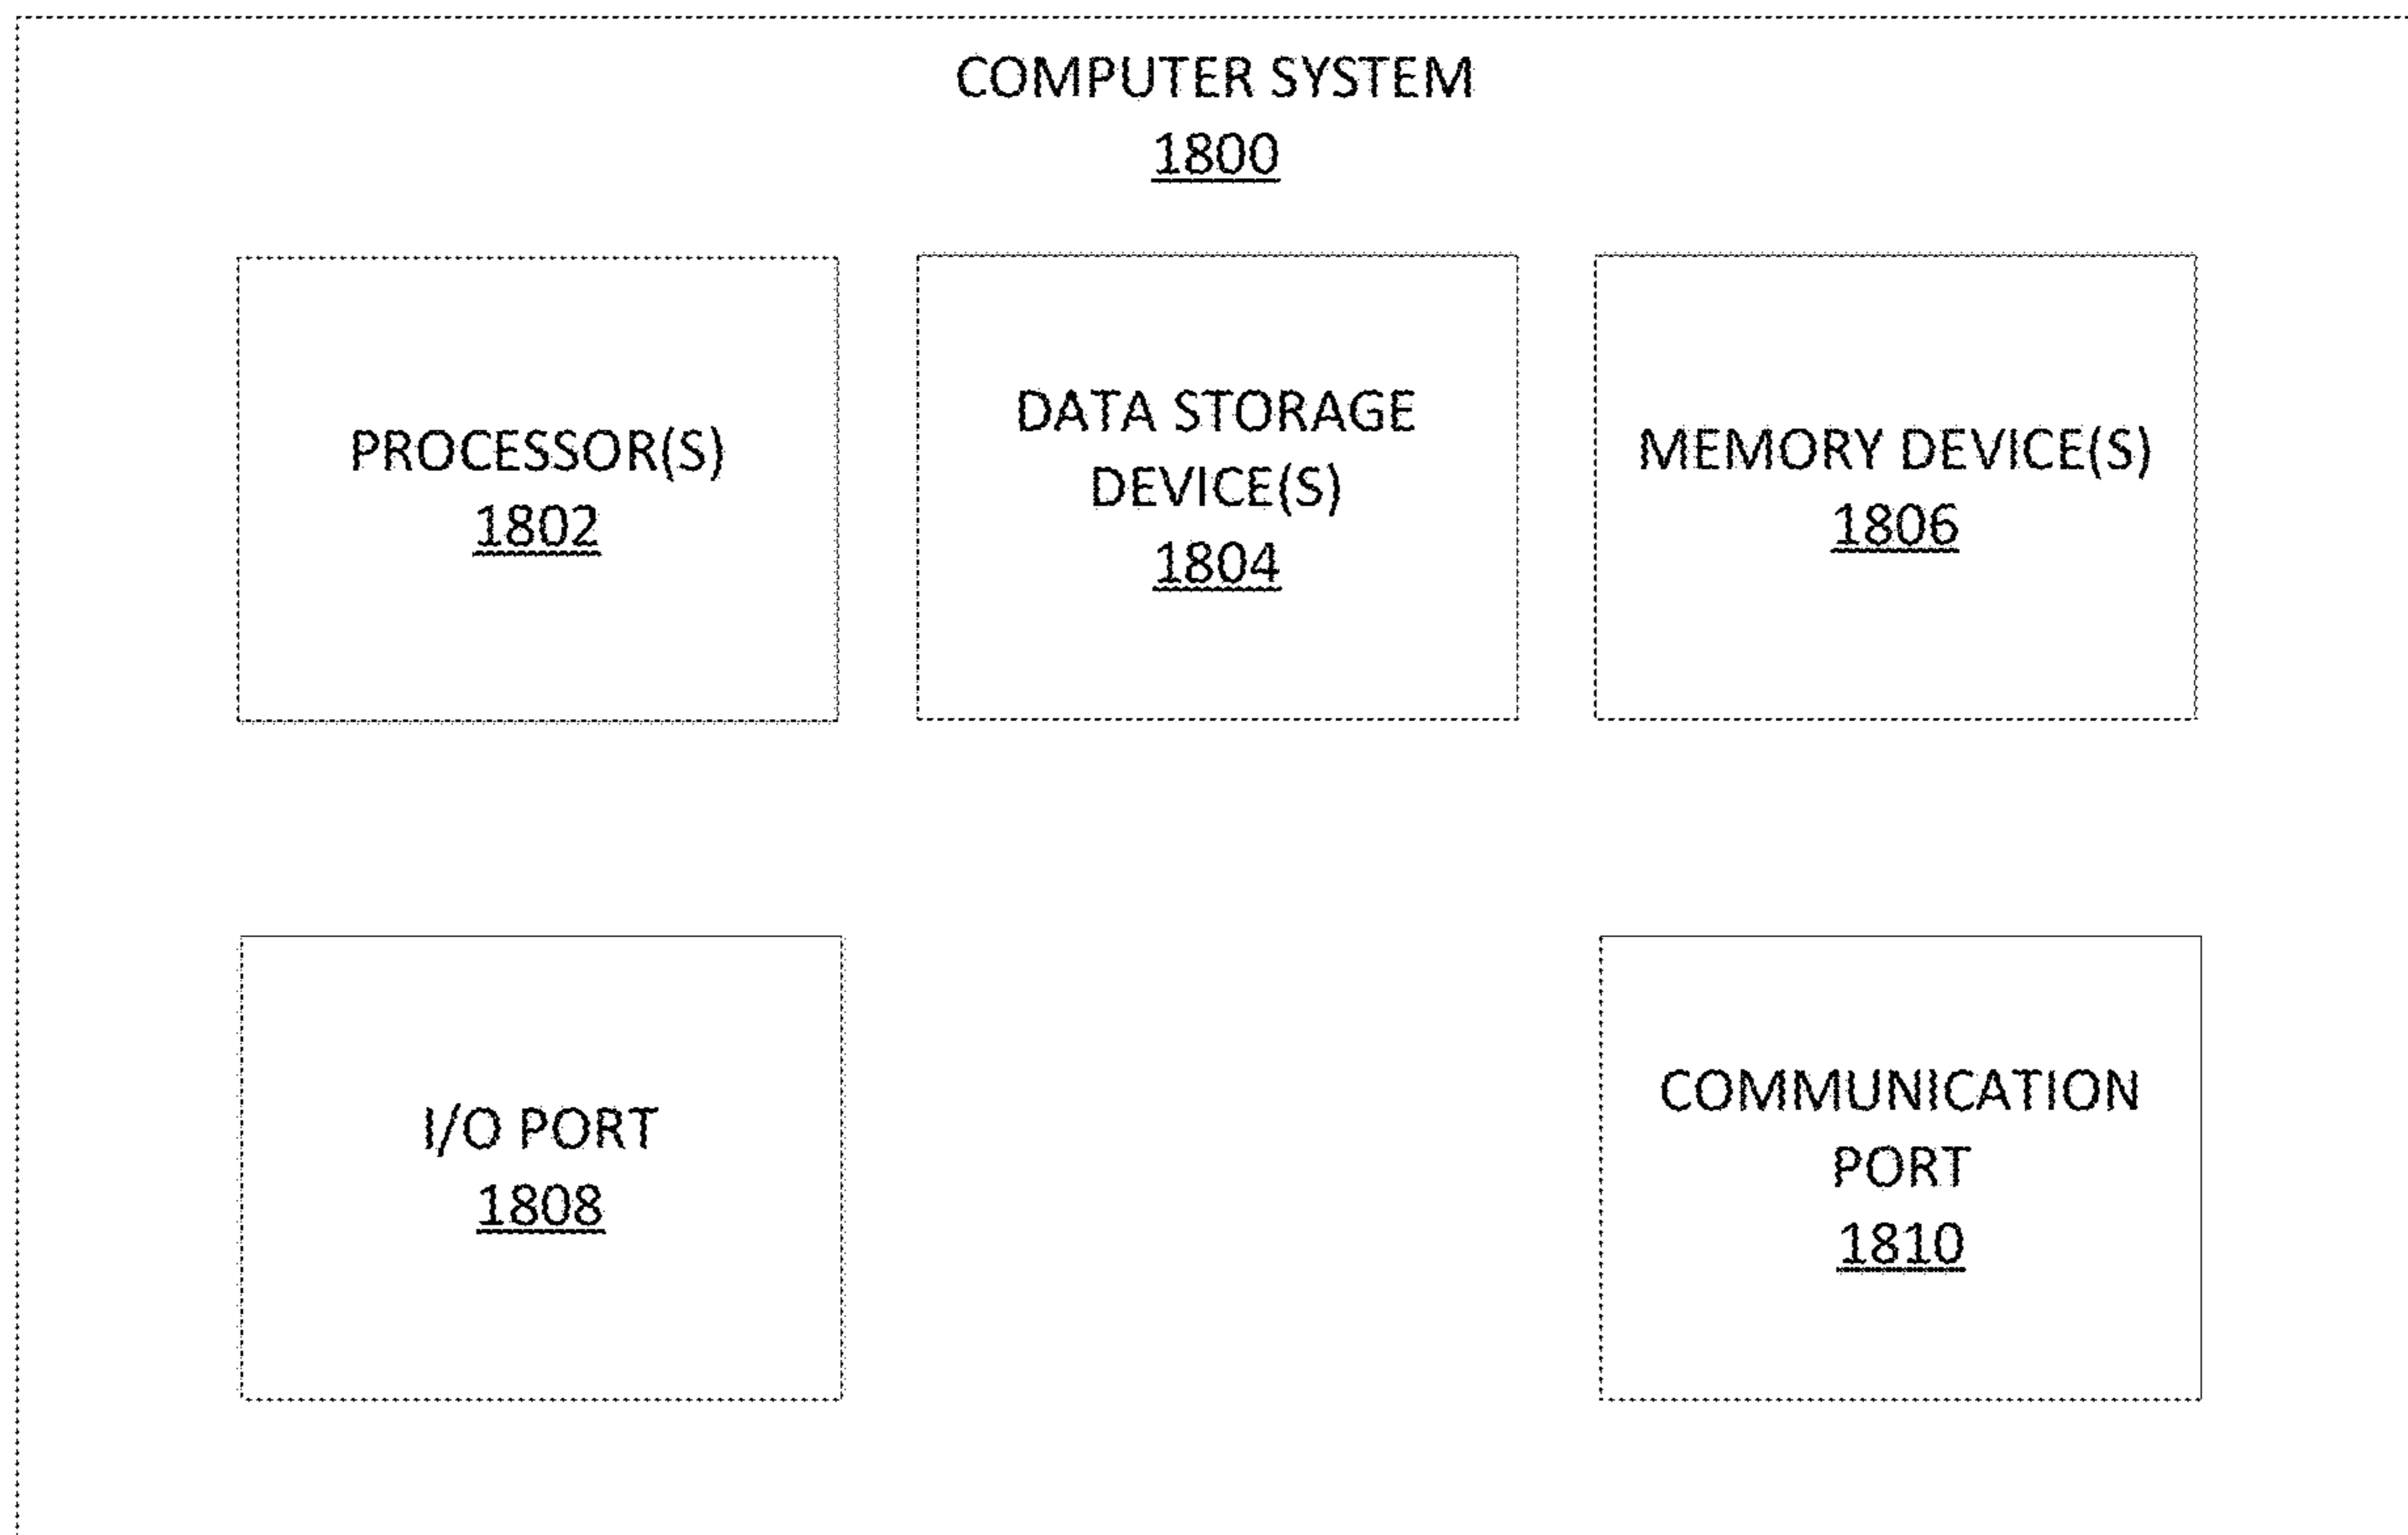 COMPUTER SYSTEM
1800
PROCESSOR(S)
1802
DATA STORAGE
DEVICE(S)
1804
MEMORY DEVICE(S)
1806
I/O PORT
1808
COMMUNICATION
PORT
1810